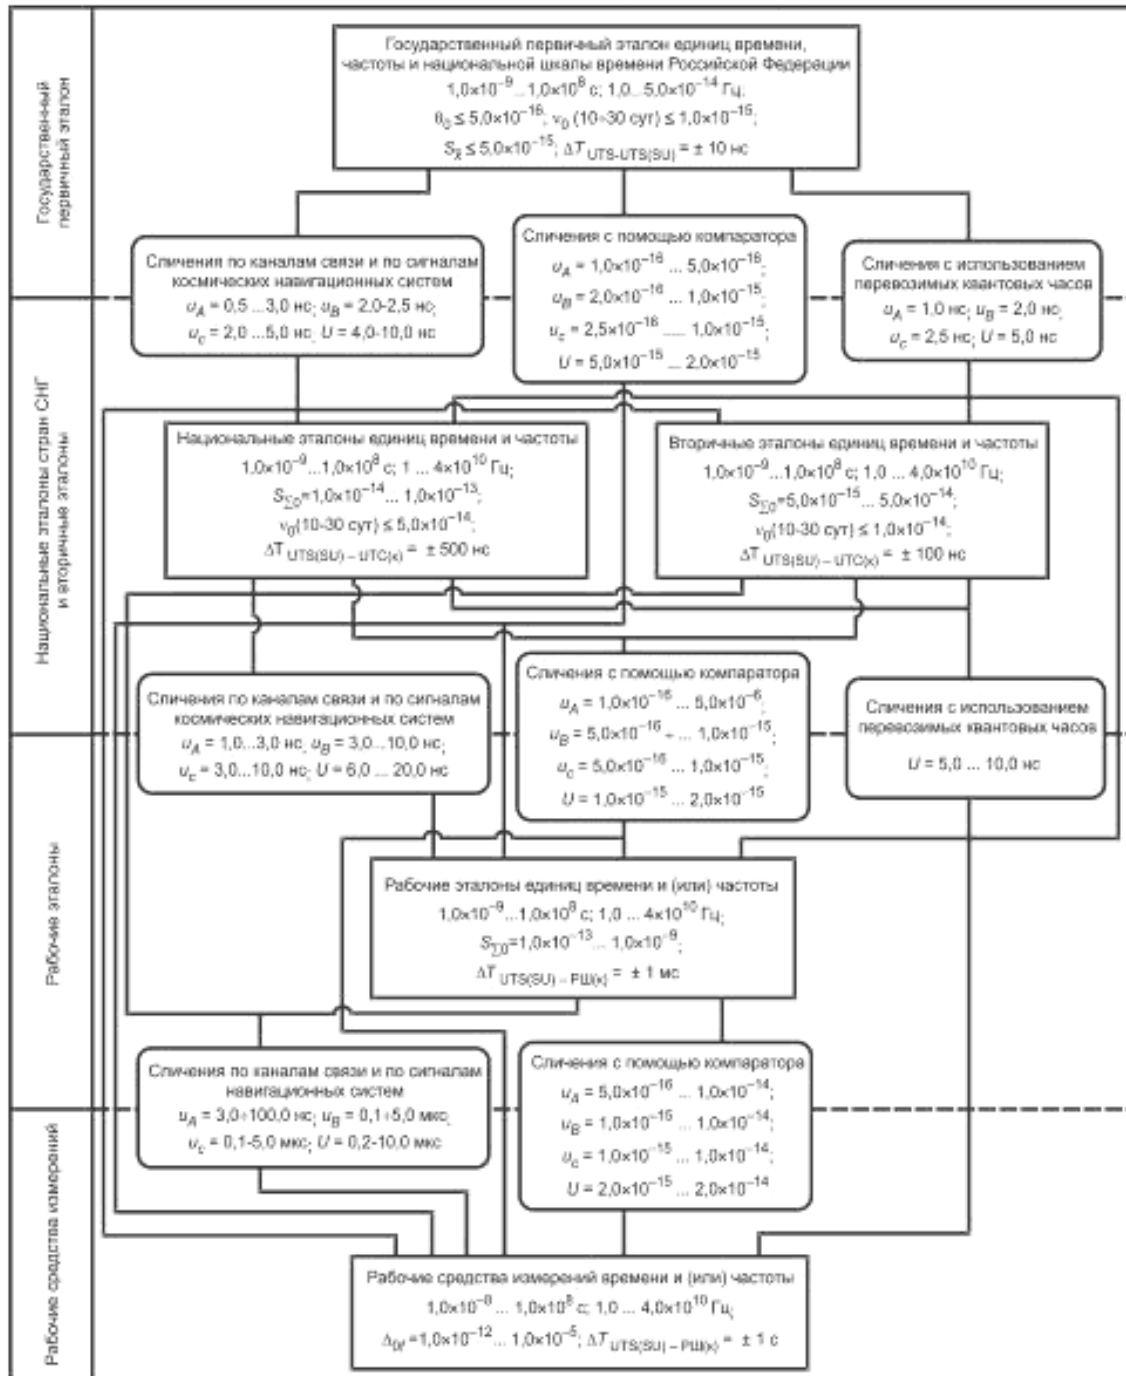 Государственный
первичный эталон
Государственный первичный эталон единиц времени,
частоты и национальной шкалы времени Российской Федерации
1,0×10⁻⁹...1,0×10⁸ с; 1,0...5,0×10⁻¹⁴ Гц;
θ₀ ≤ 5,0×10⁻¹⁶; ν₀ (10÷30 сут) ≤ 1,0×10⁻¹⁵;
Sx̄ ≤ 5,0×10⁻¹⁵; ΔT UTS-UTS(SU) = ± 10 нс
Сличения по каналам связи и по сигналам
космических навигационных систем
u_A = 0,5 ...3,0 нс; u_B = 2,0-2,5 нс;
u_c = 2,0 ...5,0 нс; U = 4,0-10,0 нс
Сличения с помощью компаратора
u_A = 1,0×10⁻¹⁶ ... 5,0×10⁻¹⁶;
u_B = 2,0×10⁻¹⁶ ... 1,0×10⁻¹⁵;
u_c = 2,5×10⁻¹⁶ ..... 1,0×10⁻¹⁵;
U = 5,0×10⁻¹⁵ ... 2,0×10⁻¹⁵
Сличения с использованием
перевозимых квантовых часов
u_A = 1,0 нс; u_B = 2,0 нс;
u_c = 2,5 нс; U = 5,0 нс
Национальные эталоны стран СНГ
и вторичные эталоны
Национальные эталоны единиц времени и частоты
1,0×10⁻⁹...1,0×10⁸ с; 1 ... 4×10¹⁰ Гц;
S_Σ0=1,0×10⁻¹⁴... 1,0×10⁻¹³;
ν₀(10-30 сут) ≤ 5,0×10⁻¹⁴;
ΔT UTS(SU) – UTC(к) = ± 500 нс
Вторичные эталоны единиц времени и частоты
1,0×10⁻⁹...1,0×10⁸ с; 1,0 ... 4,0×10¹⁰ Гц;
S_Σ0=5,0×10⁻¹⁵... 5,0×10⁻¹⁴;
ν₀(10-30 сут) ≤ 1,0×10⁻¹⁴;
ΔT UTS(SU) – UTC(к) = ± 100 нс
Сличения по каналам связи и по сигналам
космических навигационных систем
u_A = 1,0...3,0 нс; u_B = 3,0...10,0 нс;
u_c = 3,0...10,0 нс; U = 6,0 ... 20,0 нс
Сличения с помощью компаратора
u_A = 1,0×10⁻¹⁶ ... 5,0×10⁻⁶;
u_B = 5,0×10⁻¹⁶ ÷ ... 1,0×10⁻¹⁵;
u_c = 5,0×10⁻¹⁶ ... 1,0×10⁻¹⁵;
U = 1,0×10⁻¹⁵ ... 2,0×10⁻¹⁵
Сличения с использованием
перевозимых квантовых часов
U = 5,0 ... 10,0 нс
Рабочие эталоны
Рабочие эталоны единиц времени и (или) частоты
1,0×10⁻⁹...1,0×10⁸ с; 1,0 ... 4×10¹⁰ Гц;
S_Σ0=1,0×10⁻¹³... 1,0×10⁻⁹;
ΔT UTS(SU) – РШ(к) = ± 1 мс
Сличения по каналам связи и по сигналам
навигационных систем
u_A = 3,0÷100,0 нс; u_B = 0,1÷5,0 мкс;
u_c = 0,1-5,0 мкс; U = 0,2-10,0 мкс
Сличения с помощью компаратора
u_A = 5,0×10⁻¹⁶ ... 1,0×10⁻¹⁴;
u_B = 1,0×10⁻¹⁵ ... 1,0×10⁻¹⁴;
u_c = 1,0×10⁻¹⁵ ... 1,0×10⁻¹⁴;
U = 2,0×10⁻¹⁵ ... 2,0×10⁻¹⁴
Рабочие средства измерений
Рабочие средства измерений времени и (или) частоты
1,0×10⁻⁸ ... 1,0×10⁸ с; 1,0 ... 4,0×10¹⁰ Гц;
Δ₀f =1,0×10⁻¹²... 1,0×10⁻⁵; ΔT UTS(SU) – РШ(к) = ± 1 с